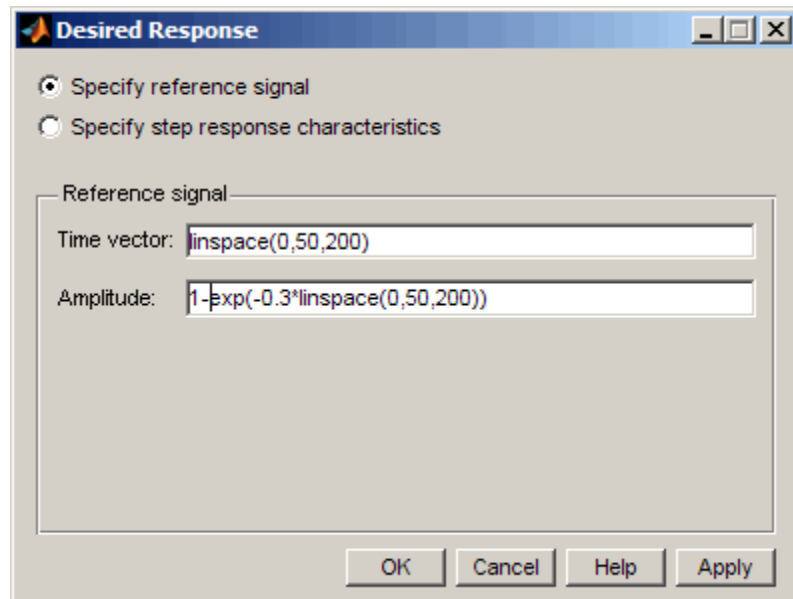 Desired Response
Specify reference signal
Specify step response characteristics
Reference signal
Time vector: linspace(0,50,200)
Amplitude: 1-exp(-0.3*linspace(0,50,200))
OK Cancel Help Apply